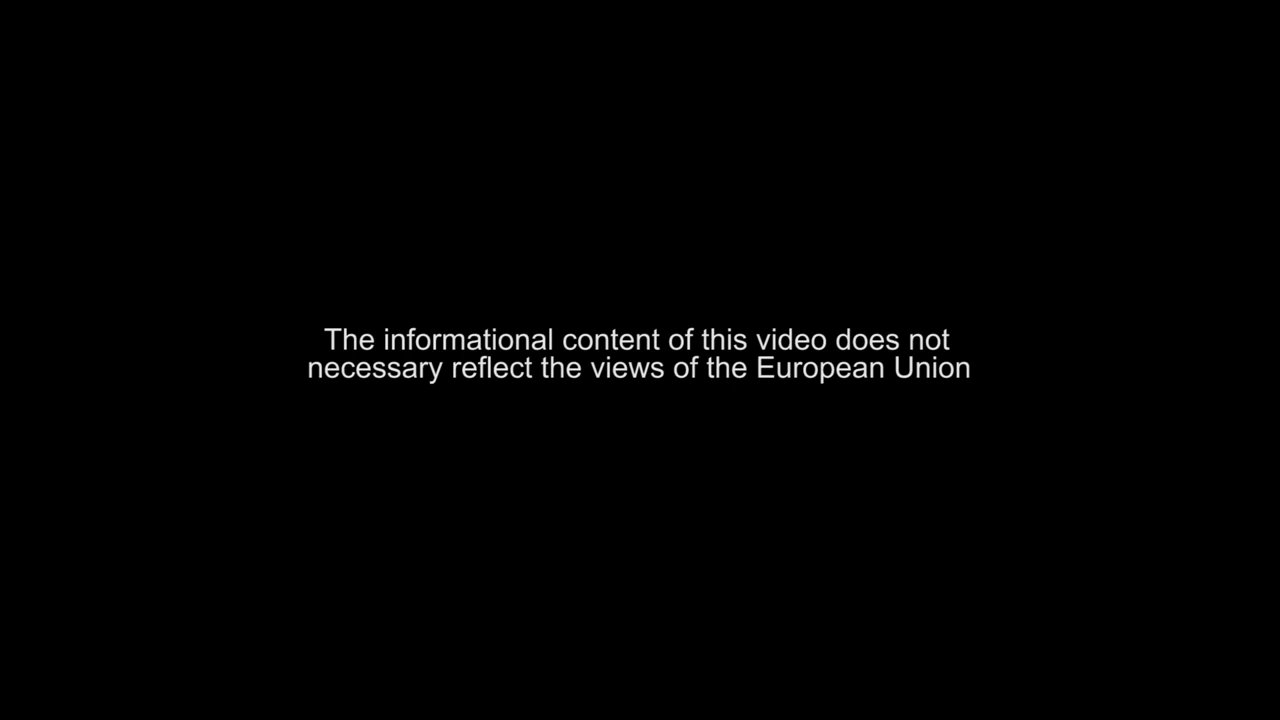 The informational content of this video does not
necessary reflect the views of the European Union